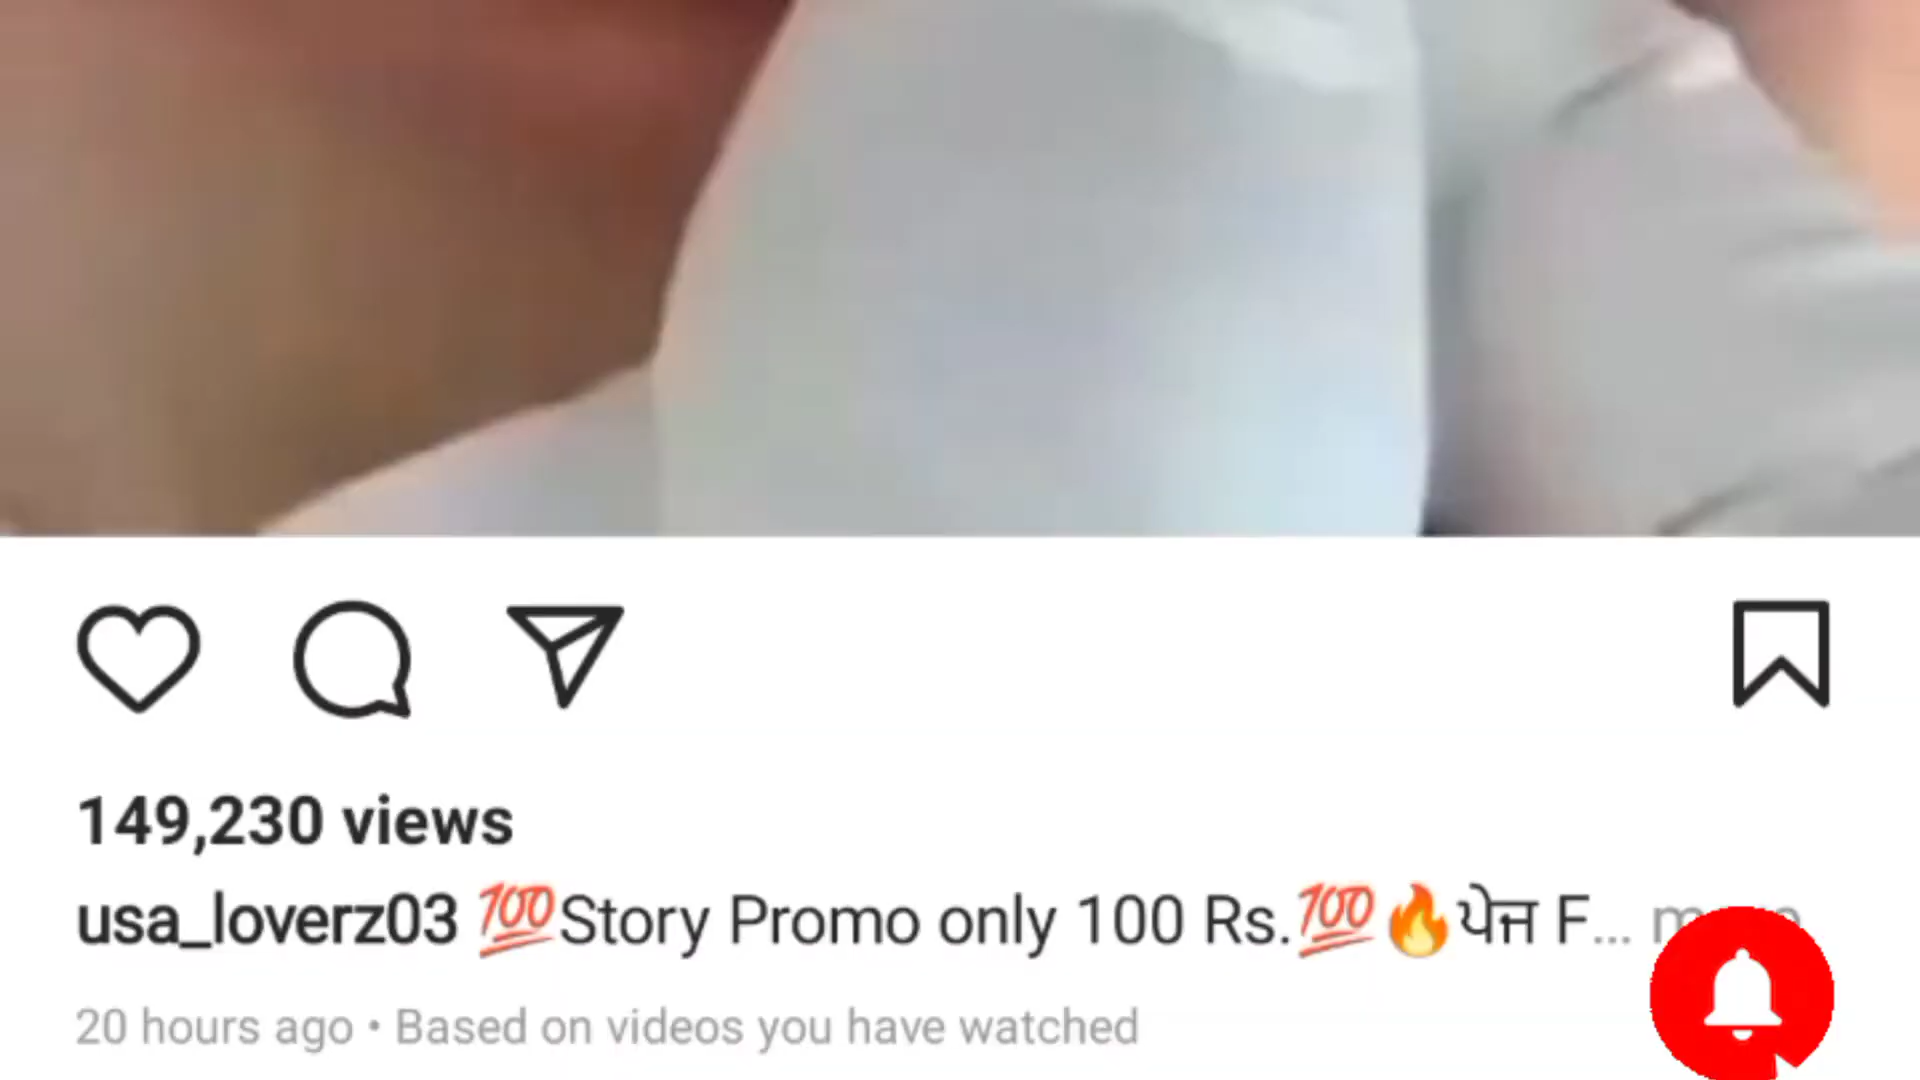 149,230 views
usa_loverz03 💯Story Promo only 100 Rs.💯🔥ਪੇਜ F...
20 hours ago • Based on videos you have watched